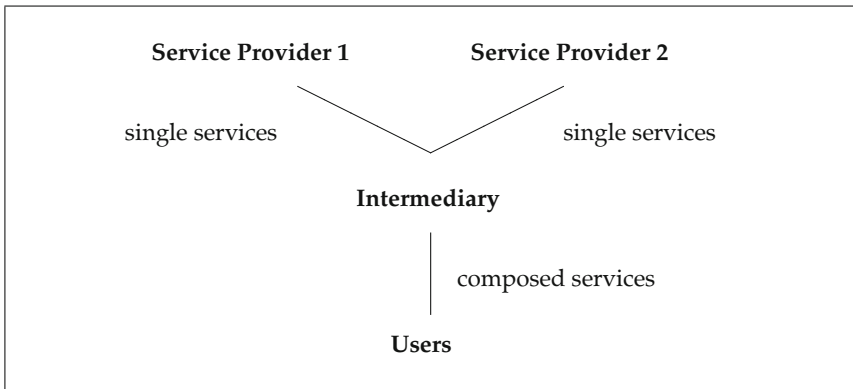 Service Provider 1 Service Provider 2
single services single services
Intermediary
composed services
Users